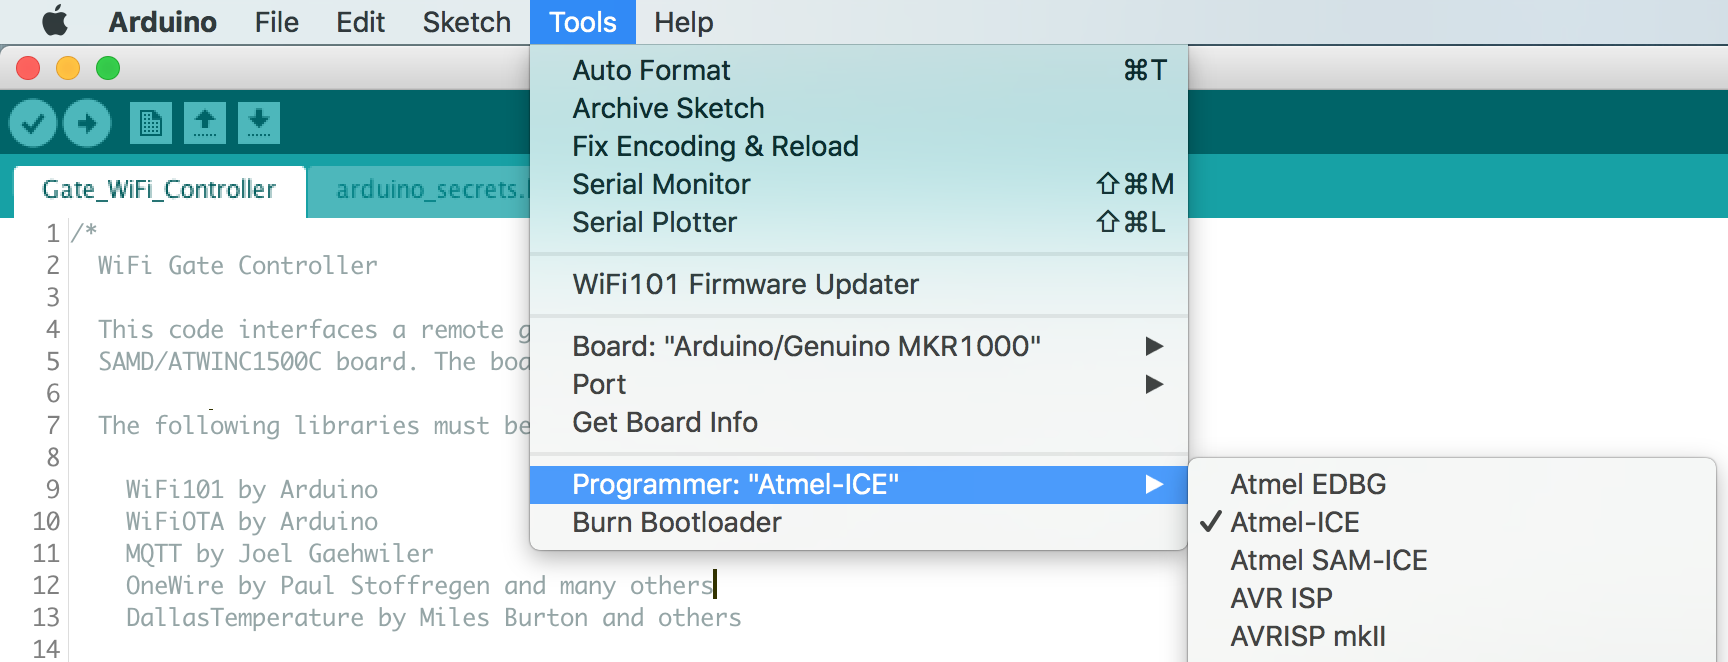 Arduino File Edit Sketch Tools Help
Auto Format ⌘T
Archive Sketch
Fix Encoding & Reload
Serial Monitor ⇧⌘M
Serial Plotter ⇧⌘L
WiFi101 Firmware Updater
Board: "Arduino/Genuino MKR1000"
Port
Get Board Info
Programmer: "Atmel-ICE"
Burn Bootloader
Atmel EDBG
✓ Atmel-ICE
Atmel SAM-ICE
AVR ISP
AVRISP mkII
Gate_WiFi_Controller arduino_secrets.
1 /*
2 WiFi Gate Controller
3
4 This code interfaces a remote g
5 SAMD/ATWINC1500C board. The boa
6
7 The following libraries must be
8
9 WiFi101 by Arduino
10 WiFiOTA by Arduino
11 MQTT by Joel Gaehwiler
12 OneWire by Paul Stoffregen and many others
13 DallasTemperature by Miles Burton and others
14